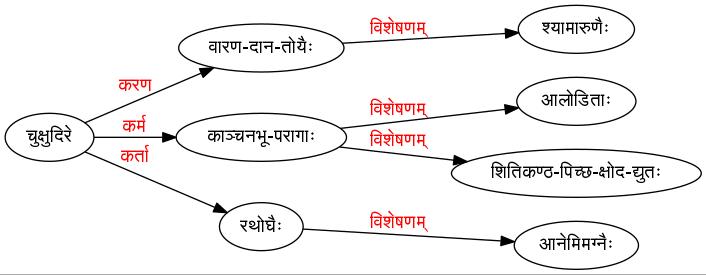 श्यामारुणैः
विशेषणम्
वारण-दान-तोयैः
करण
आलोडिताः
विशेषणम्
चुक्षुदिरे
कर्म
काञ्चनभू-परागाः
विशेषणम्
कर्ता
शितिकण्ठ-पिच्छ-क्षोद-द्युतः
विशेषणम्
रथोघैः
आनेमिमग्नैः